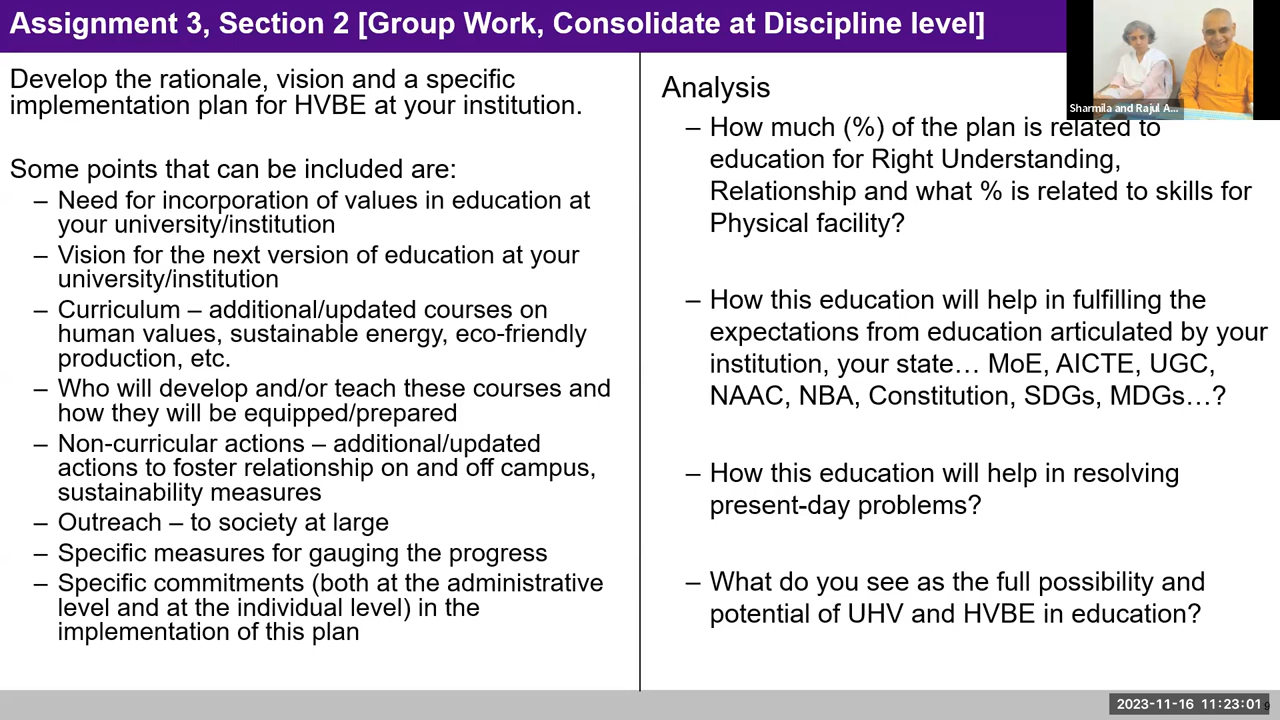 Assignment 3, Section 2 [Group Work, Consolidate at Discipline level]
Develop the rationale, vision and a specific
implementation plan for HVBE at your institution.
Some points that can be included are:
– Need for incorporation of values in education at
your university/institution
– Vision for the next version of education at your
university/institution
– Curriculum – additional/updated courses on
human values, sustainable energy, eco-friendly
production, etc.
– Who will develop and/or teach these courses and
how they will be equipped/prepared
– Non-curricular actions – additional/updated
actions to foster relationship on and off campus,
sustainability measures
– Outreach – to society at large
– Specific measures for gauging the progress
– Specific commitments (both at the administrative
level and at the individual level) in the
implementation of this plan
Analysis
– How much (%) of the plan is related to
education for Right Understanding,
Relationship and what % is related to skills for
Physical facility?
– How this education will help in fulfilling the
expectations from education articulated by your
institution, your state… MoE, AICTE, UGC,
NAAC, NBA, Constitution, SDGs, MDGs…?
– How this education will help in resolving
present-day problems?
– What do you see as the full possibility and
potential of UHV and HVBE in education?
Sharmila and Rajul A...
2023-11-16 11:23:01
9